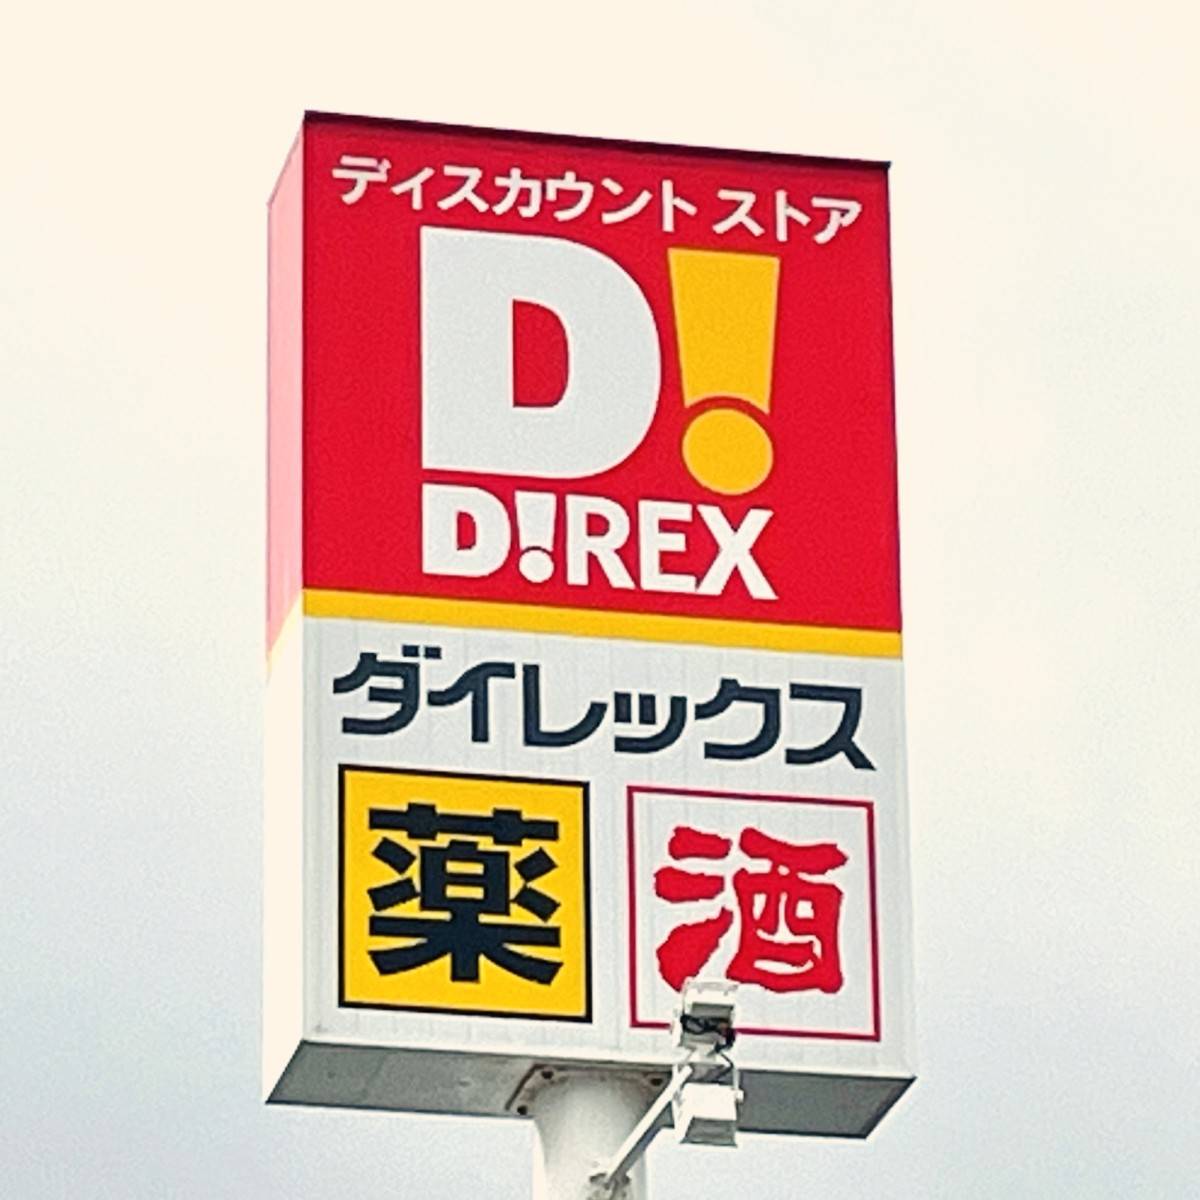 ディスカウント ストア
D!
D!REX
ダイレックス
薬 酒